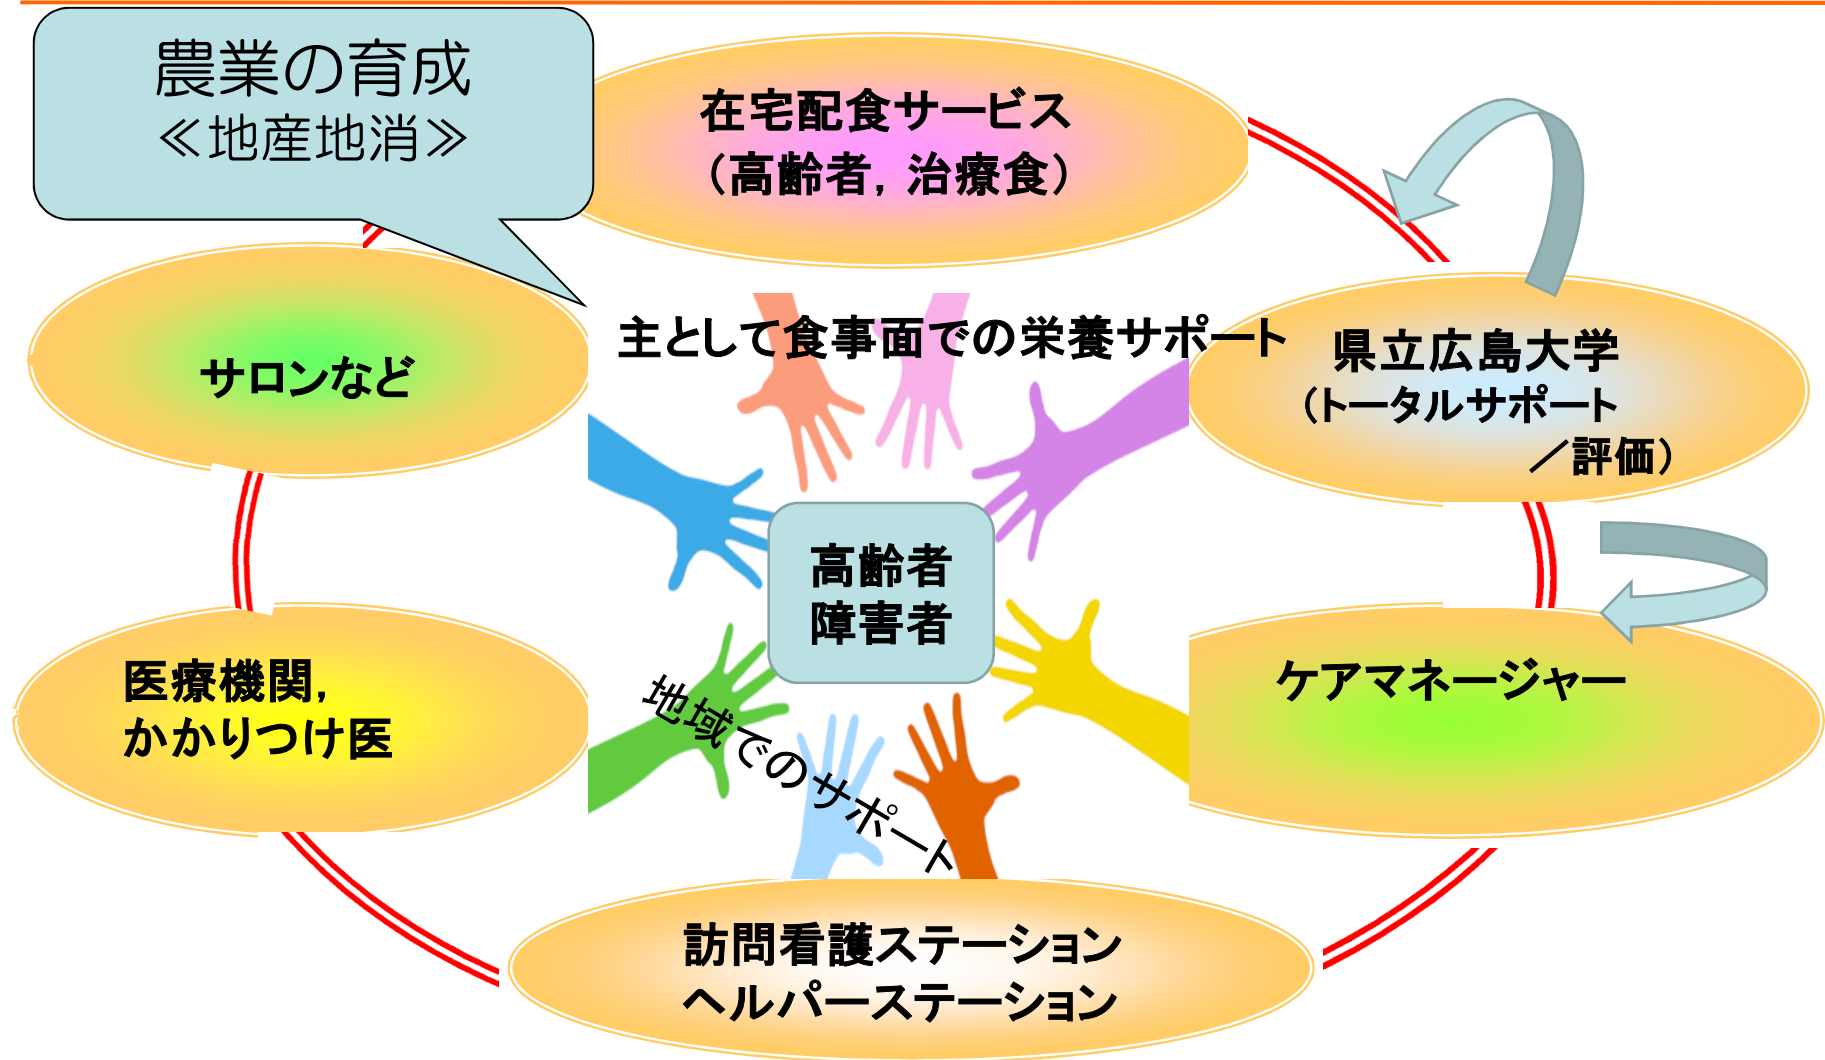 農業の育成
≪地産地消≫
在宅配食サービス
（高齢者，治療食）
主として食事面での栄養サポート
県立広島大学
（トータルサポート
／評価）
サロンなど
高齢者
障害者
医療機関，
かかりつけ医
ケアマネージャー
地域でのサポート
訪問看護ステーション
ヘルパーステーション